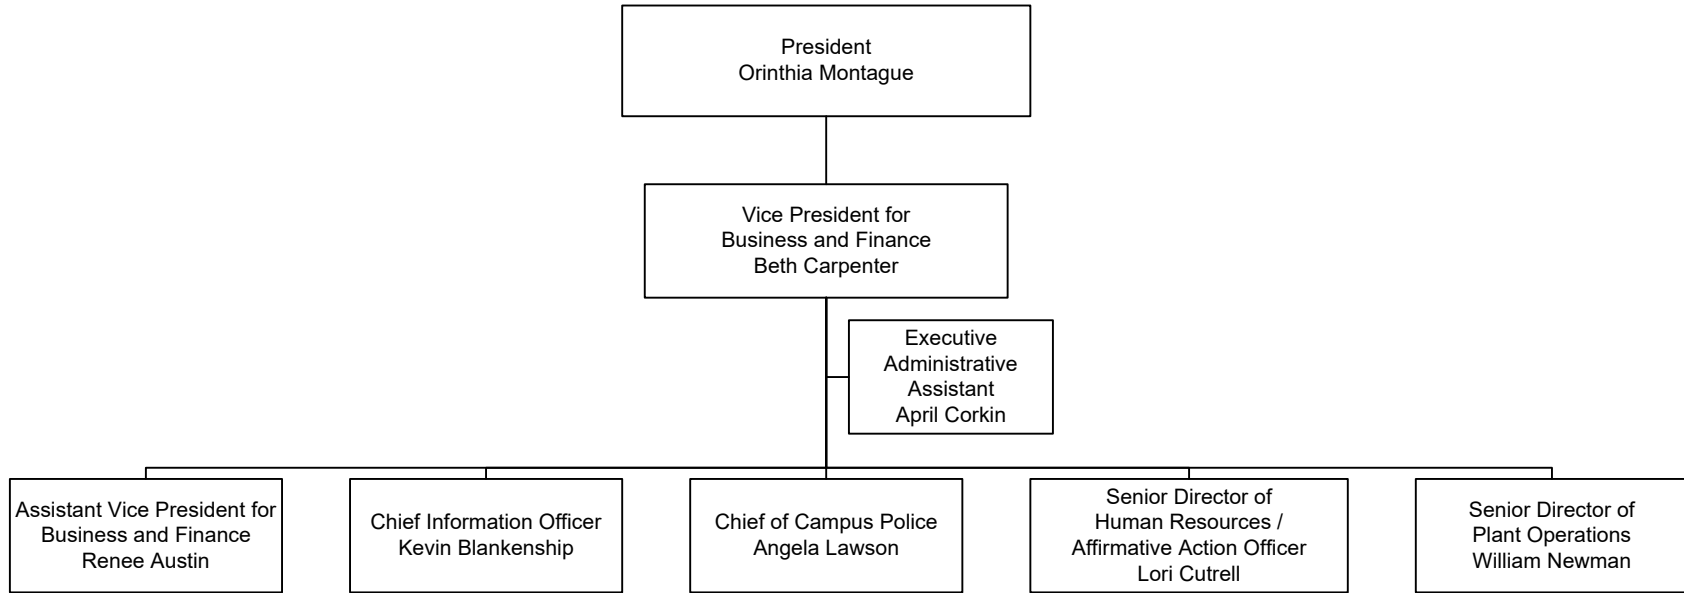 President
Orinthia Montague
Vice President for
Business and Finance
Beth Carpenter
Executive
Administrative
Assistant
April Corkin
Assistant Vice President for
Business and Finance
Renee Austin
Chief Information Officer
Kevin Blankenship
Chief of Campus Police
Angela Lawson
Senior Director of
Human Resources /
Affirmative Action Officer
Lori Cutrell
Senior Director of
Plant Operations
William Newman